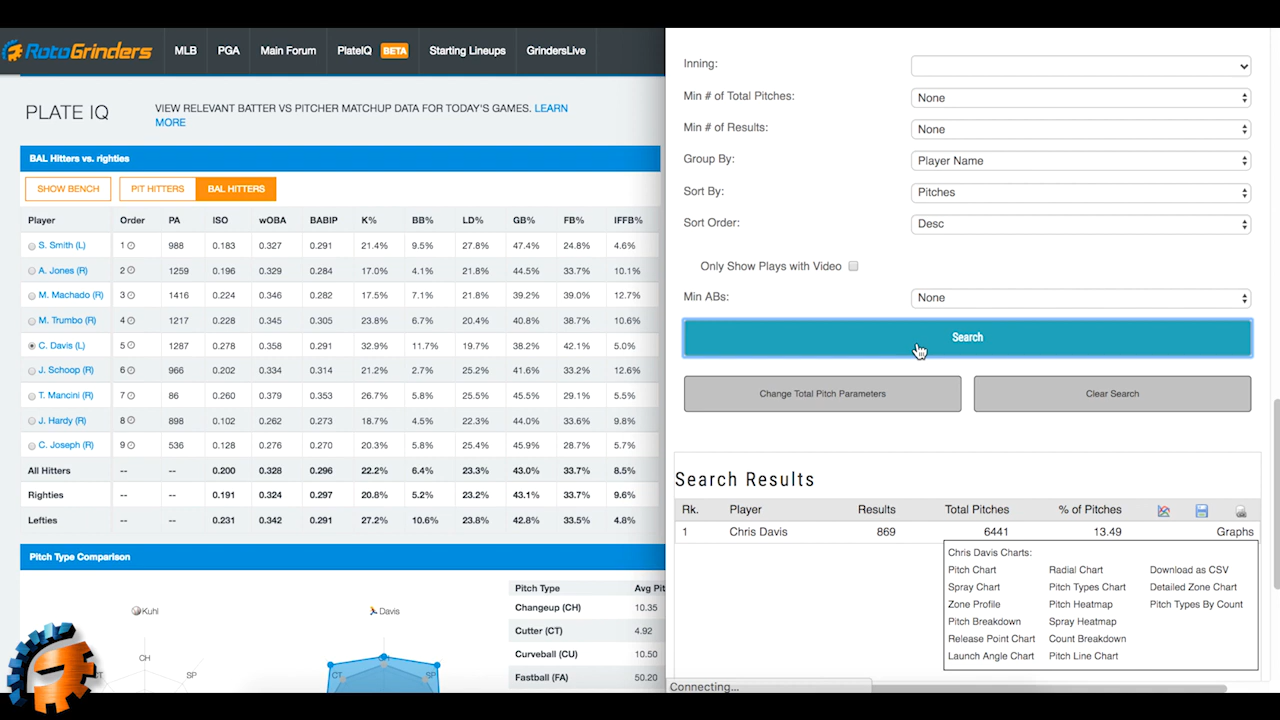 RotoGrinders MLB PGA Main Forum PlateIQ BETA Starting Lineups GrindersLive
PLATE IQ
VIEW RELEVANT BATTER VS PITCHER MATCHUP DATA FOR TODAY'S GAMES. LEARN
MORE
BAL Hitters vs. righties
SHOW BENCH PIT HITTERS BAL HITTERS
Player Order PA ISO wOBA BABIP K% BB% LD% GB% FB% IFFB%
S. Smith (L) 1 988 0.183 0.327 0.291 21.4% 9.5% 27.8% 47.4% 24.8% 4.6%
A. Jones (R) 2 1259 0.196 0.329 0.284 17.0% 4.1% 21.8% 44.5% 33.7% 10.1%
M. Machado (R) 3 1416 0.224 0.346 0.282 17.5% 7.1% 21.8% 39.2% 39.0% 12.7%
M. Trumbo (R) 4 1217 0.228 0.345 0.305 23.8% 6.7% 20.4% 40.8% 38.7% 10.6%
C. Davis (L) 5 1287 0.278 0.358 0.291 32.9% 11.7% 19.7% 38.2% 42.1% 5.0%
J. Schoop (R) 6 966 0.202 0.334 0.314 21.2% 2.7% 25.2% 41.6% 33.2% 12.6%
T. Mancini (R) 7 86 0.260 0.379 0.353 26.7% 5.8% 25.5% 45.5% 29.1% 5.5%
J. Hardy (R) 8 898 0.102 0.262 0.273 18.7% 4.5% 22.3% 44.0% 33.6% 9.8%
C. Joseph (R) 9 536 0.128 0.276 0.270 20.3% 5.8% 25.4% 45.9% 28.7% 5.7%
All Hitters -- -- 0.200 0.328 0.296 22.2% 6.4% 23.3% 43.0% 33.7% 8.5%
Righties -- -- 0.191 0.324 0.297 20.8% 5.2% 23.2% 43.1% 33.7% 9.6%
Lefties -- -- 0.231 0.342 0.291 27.2% 10.6% 23.8% 42.8% 33.5% 4.8%
Pitch Type Comparison
Kuhl Davis
CH SP CT
CH CT SP
Pitch Type Avg Pit
Changeup (CH) 10.35
Cutter (CT) 4.92
Curveball (CU) 10.50
Fastball (FA) 50.20
Inning:
Min # of Total Pitches: None
Min # of Results: None
Group By: Player Name
Sort By: Pitches
Sort Order: Desc
Only Show Plays with Video
Min ABs: None
Search
Change Total Pitch Parameters Clear Search
Search Results
Rk. Player Results Total Pitches % of Pitches
1 Chris Davis 869 6441 13.49 Graphs
Chris Davis Charts:
Pitch Chart Radial Chart Download as CSV
Spray Chart Pitch Types Chart Detailed Zone Chart
Zone Profile Pitch Heatmap Pitch Types By Count
Pitch Breakdown Spray Heatmap
Release Point Chart Count Breakdown
Launch Angle Chart Pitch Line Chart
Connecting...